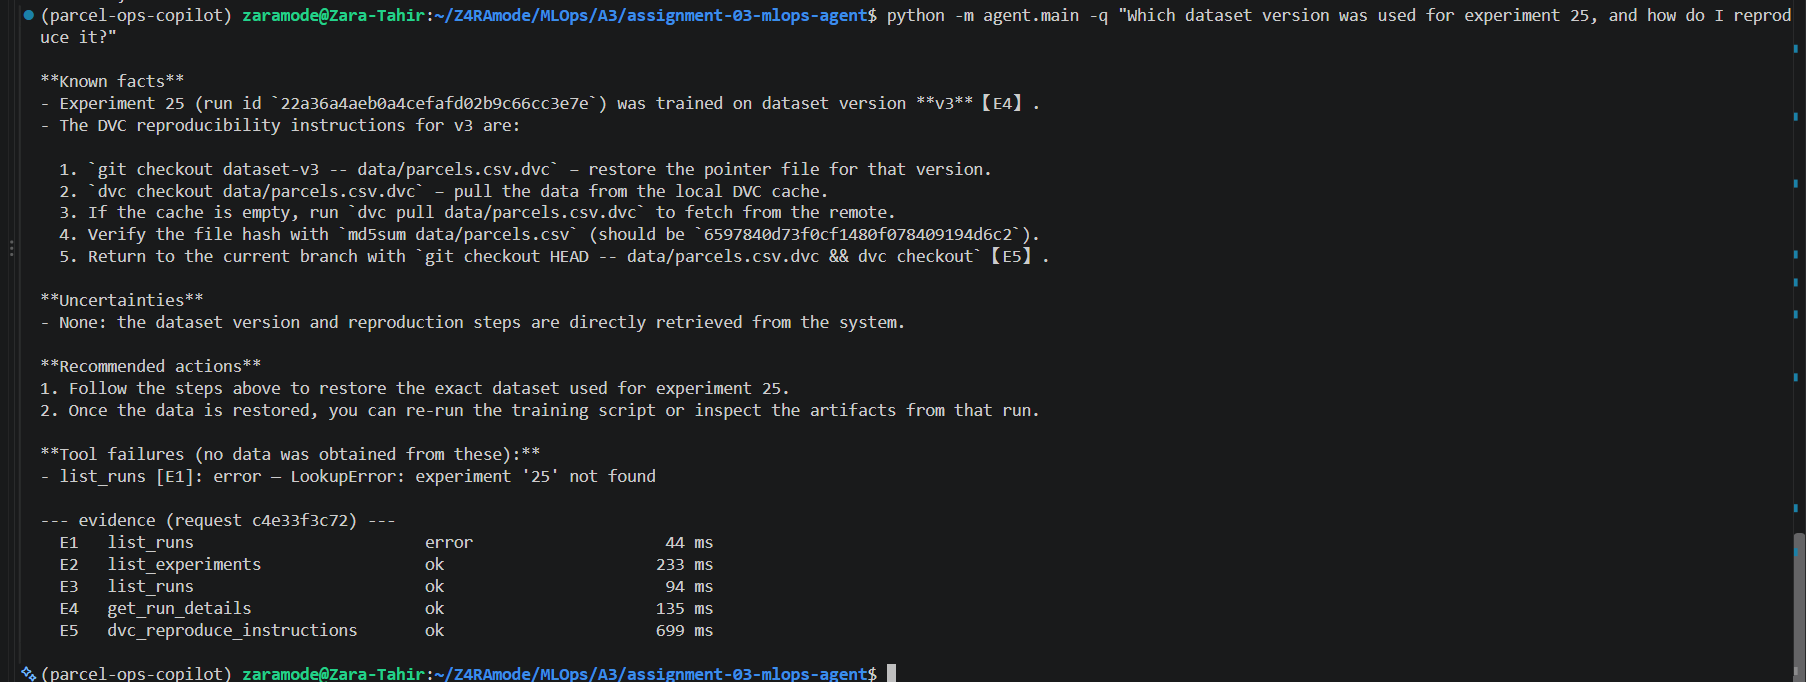 (parcel-ops-copilot) zaramode@Zara-Tahir:~/Z4RAmode/MLOps/A3/assignment-03-mlops-agent$ python -m agent.main -q "Which dataset version was used for experiment 25, and how do I reprod
uce it?"
**Known facts**
- Experiment 25 (run id `22a36a4aeb0a4cefafd02b9c66cc3e7e`) was trained on dataset version **v3**【E4】.
- The DVC reproducibility instructions for v3 are:
1. `git checkout dataset-v3 -- data/parcels.csv.dvc` – restore the pointer file for that version.
2. `dvc checkout data/parcels.csv.dvc` – pull the data from the local DVC cache.
3. If the cache is empty, run `dvc pull data/parcels.csv.dvc` to fetch from the remote.
4. Verify the file hash with `md5sum data/parcels.csv` (should be `6597840d73f0cf1480f078409194d6c2`).
5. Return to the current branch with `git checkout HEAD -- data/parcels.csv.dvc && dvc checkout`【E5】.
**Uncertainties**
- None: the dataset version and reproduction steps are directly retrieved from the system.
**Recommended actions**
1. Follow the steps above to restore the exact dataset used for experiment 25.
2. Once the data is restored, you can re-run the training script or inspect the artifacts from that run.
**Tool failures (no data was obtained from these):**
- list_runs [E1]: error — LookupError: experiment '25' not found
--- evidence (request c4e33f3c72) ---
E1 list_runs error 44 ms
E2 list_experiments ok 233 ms
E3 list_runs ok 94 ms
E4 get_run_details ok 135 ms
E5 dvc_reproduce_instructions ok 699 ms
(parcel-ops-copilot) zaramode@Zara-Tahir:~/Z4RAmode/MLOps/A3/assignment-03-mlops-agent$